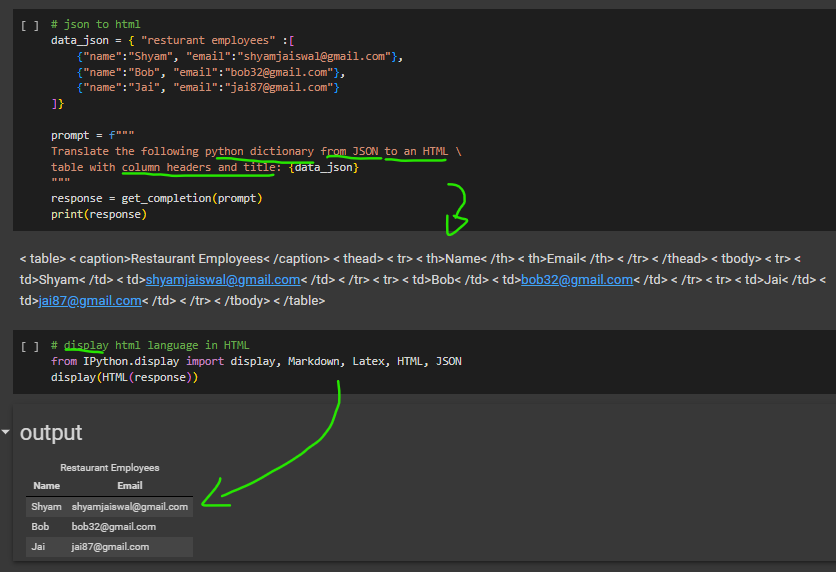 [ ] # json to html
data_json = { "resturant employees" :[
{"name":"Shyam", "email":"shyamjaiswal@gmail.com"},
{"name":"Bob", "email":"bob32@gmail.com"},
{"name":"Jai", "email":"jai87@gmail.com"}
]}
prompt = f"""
Translate the following python dictionary from JSON to an HTML \
table with column headers and title: {data_json}
"""
response = get_completion(prompt)
print(response)
< table> < caption>Restaurant Employees< /caption> < thead> < tr> < th>Name< /th> < th>Email< /th> < /tr> < /thead> < tbody> < tr> <
td>Shyam< /td> < td>shyamjaiswal@gmail.com< /td> < /tr> < tr> < td>Bob< /td> < td>bob32@gmail.com< /td> < /tr> < tr> < td>Jai< /td> <
td>jai87@gmail.com< /td> < /tr> < /tbody> < /table>
[ ] # display html language in HTML
from IPython.display import display, Markdown, Latex, HTML, JSON
display(HTML(response))
output
Restaurant Employees
Name Email
Shyam shyamjaiswal@gmail.com
Bob bob32@gmail.com
Jai jai87@gmail.com